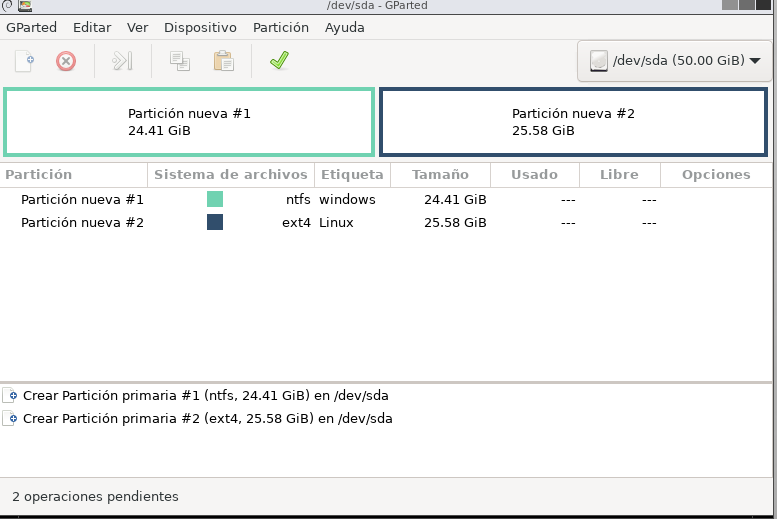 /dev/sda - GParted
GParted Editar Ver Dispositivo Partición Ayuda
/dev/sda (50.00 GiB)
Partición nueva #1
24.41 GiB
Partición nueva #2
25.58 GiB
Partición Sistema de archivos Etiqueta Tamaño Usado Libre Opciones
Partición nueva #1 ntfs windows 24.41 GiB --- ---
Partición nueva #2 ext4 Linux 25.58 GiB --- ---
Crear Partición primaria #1 (ntfs, 24.41 GiB) en /dev/sda
Crear Partición primaria #2 (ext4, 25.58 GiB) en /dev/sda
2 operaciones pendientes